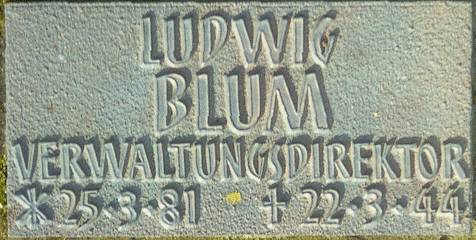 LUDWIG
BLUM
VERWALTUNGSDIREKTOR
* 25·3·81 † 22·3·44